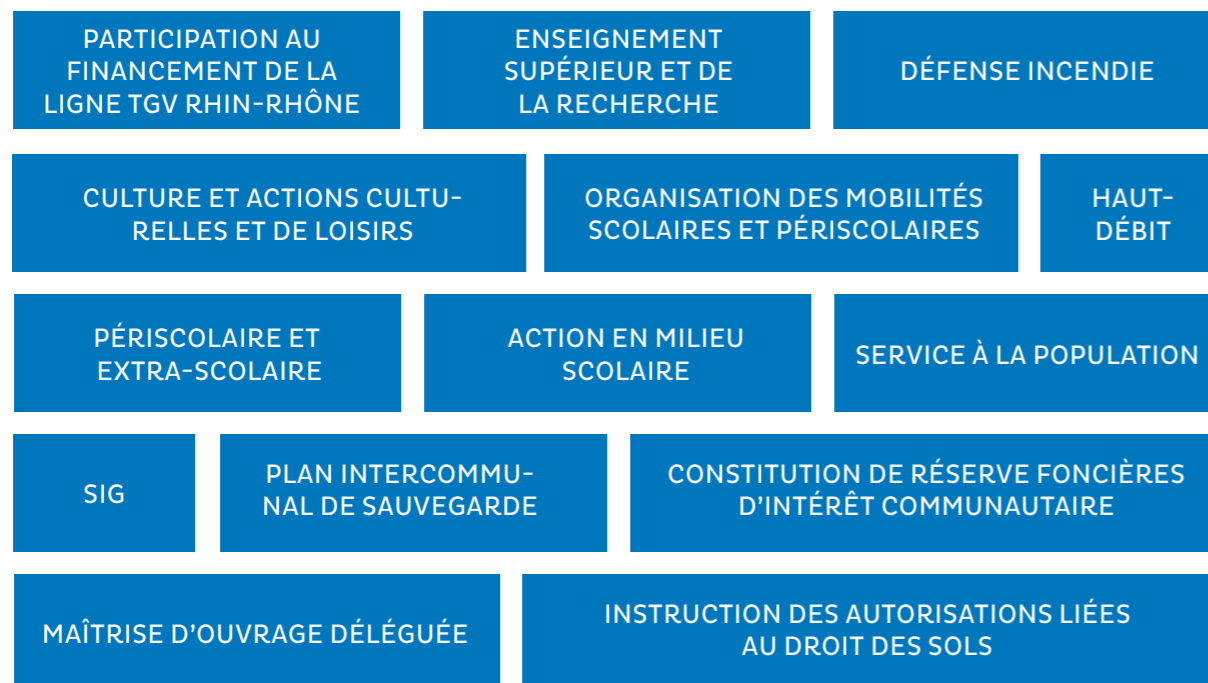 PARTICIPATION AU
FINANCEMENT DE LA
LIGNE TGV RHIN-RHÔNE
ENSEIGNEMENT
SUPÉRIEUR ET DE
LA RECHERCHE
DÉFENSE INCENDIE
CULTURE ET ACTIONS CULTU-
RELLES ET DE LOISIRS
ORGANISATION DES MOBILITÉS
SCOLAIRES ET PÉRISCOLAIRES
HAUT-
DÉBIT
PÉRISCOLAIRE ET
EXTRA-SCOLAIRE
ACTION EN MILIEU
SCOLAIRE
SERVICE À LA POPULATION
SIG
PLAN INTERCOMMU-
NAL DE SAUVEGARDE
CONSTITUTION DE RÉSERVE FONCIÈRES
D'INTÉRÊT COMMUNAUTAIRE
MAÎTRISE D'OUVRAGE DÉLÉGUÉE
INSTRUCTION DES AUTORISATIONS LIÉES
AU DROIT DES SOLS